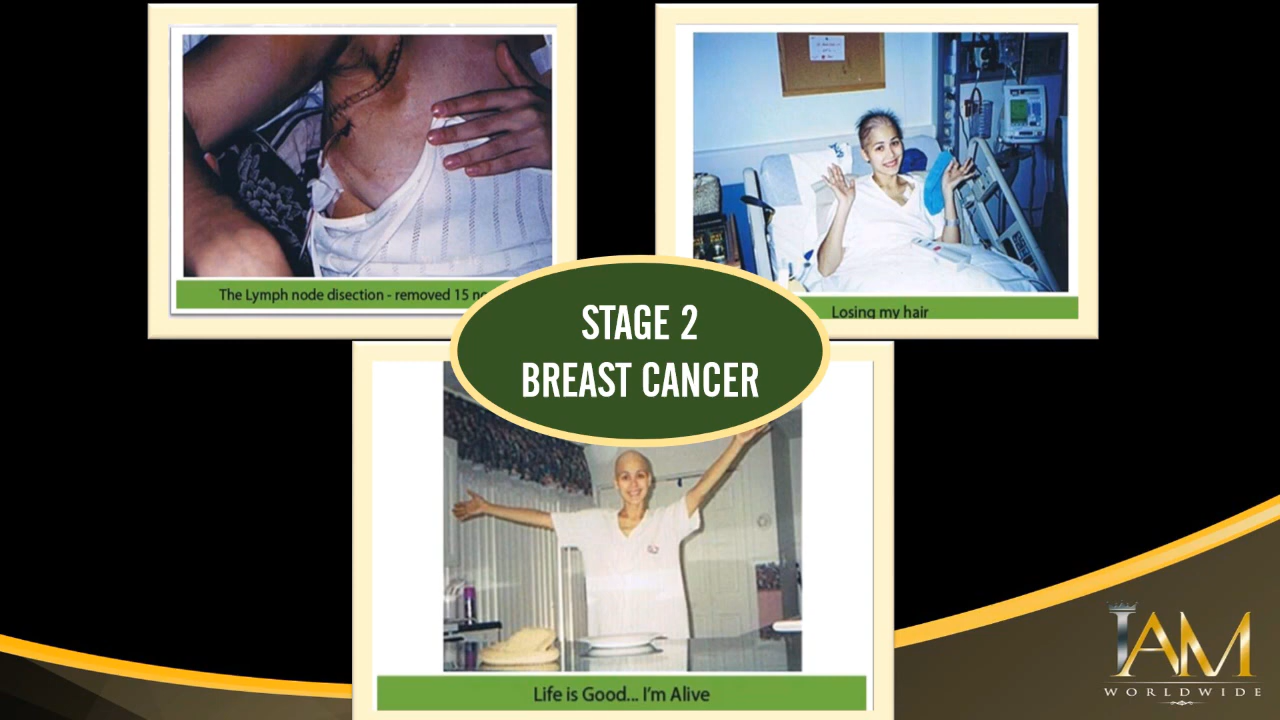 The Lymph node disection - removed 15
Losing my hair
STAGE 2
BREAST CANCER
Life is Good... I'm Alive
IAM
WORLDWIDE